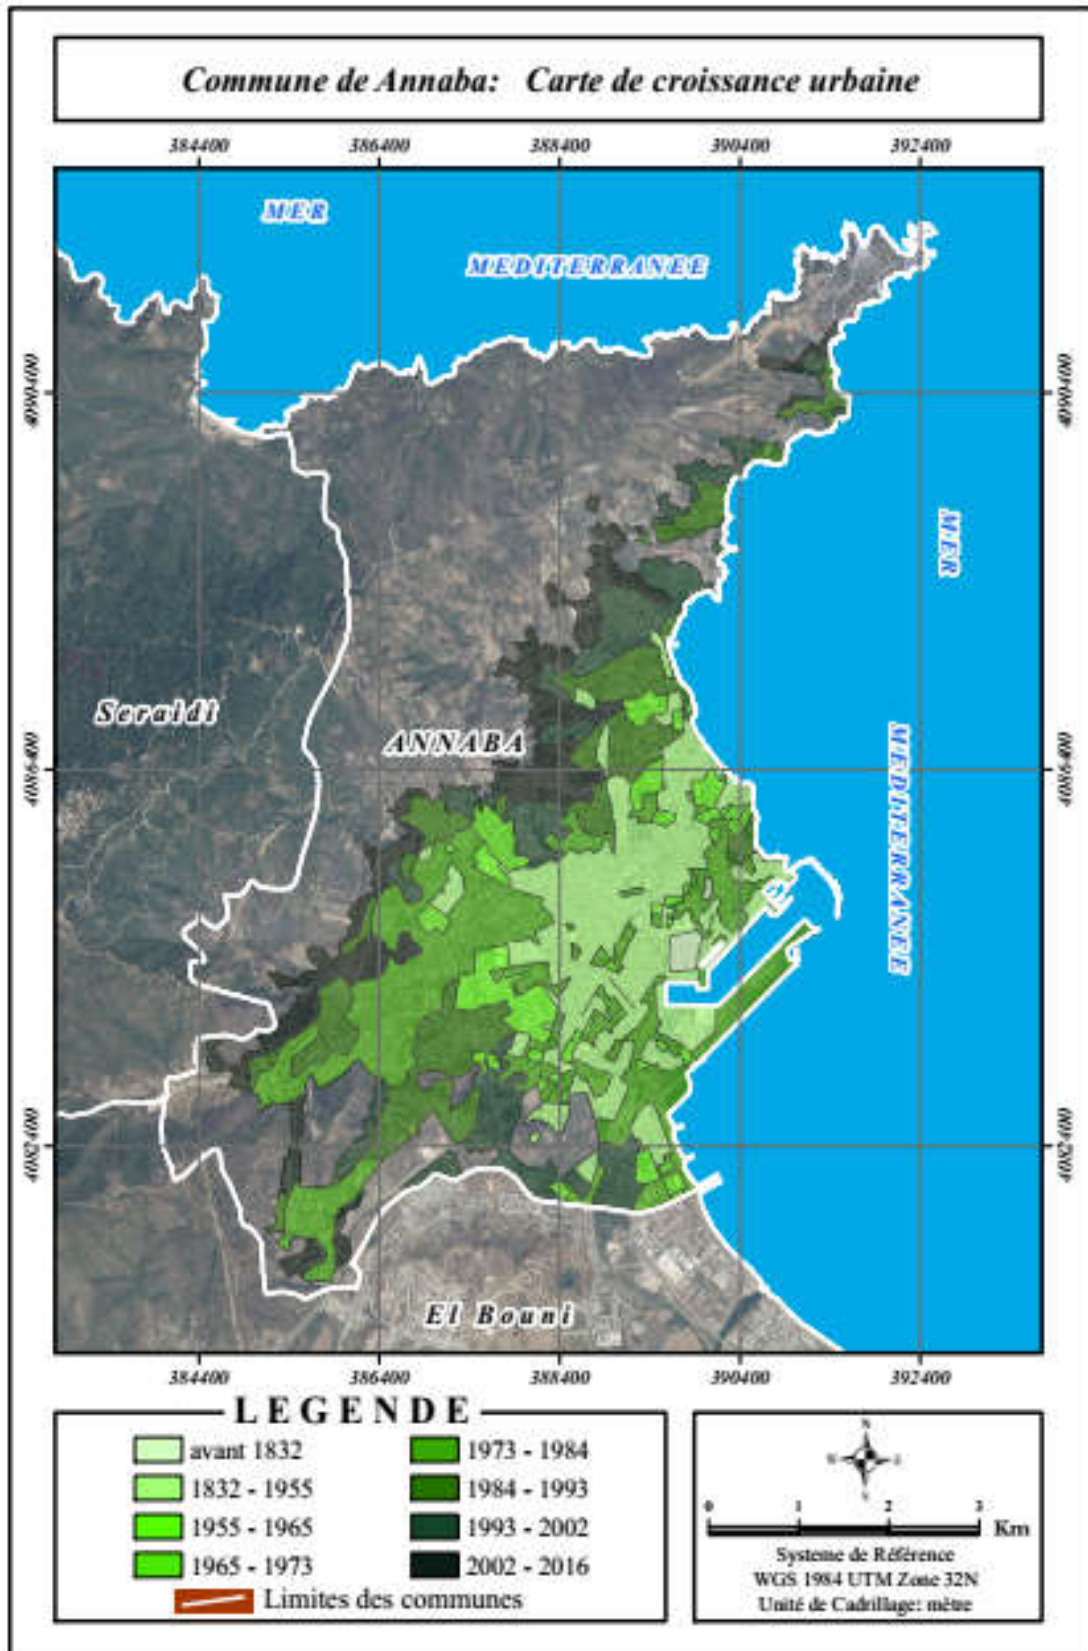 Commune de Annaba: Carte de croissance urbaine
384400 386400 388400 390400 392400
MER
MEDITERRANEE
4090400
4090400
MER
Seraidi
ANNABA
4086400
4086400
MEDITERRANEE
4082400
4082400
El Bouni
384400 386400 388400 390400 392400
LEGENDE
avant 1832
1832 - 1955
1955 - 1965
1965 - 1973
1973 - 1984
1984 - 1993
1993 - 2002
2002 - 2016
Limites des communes
N
0 1 2 3
Km
Systeme de Référence
WGS 1984 UTM Zone 32N
Unité de Cadrillage: mètre